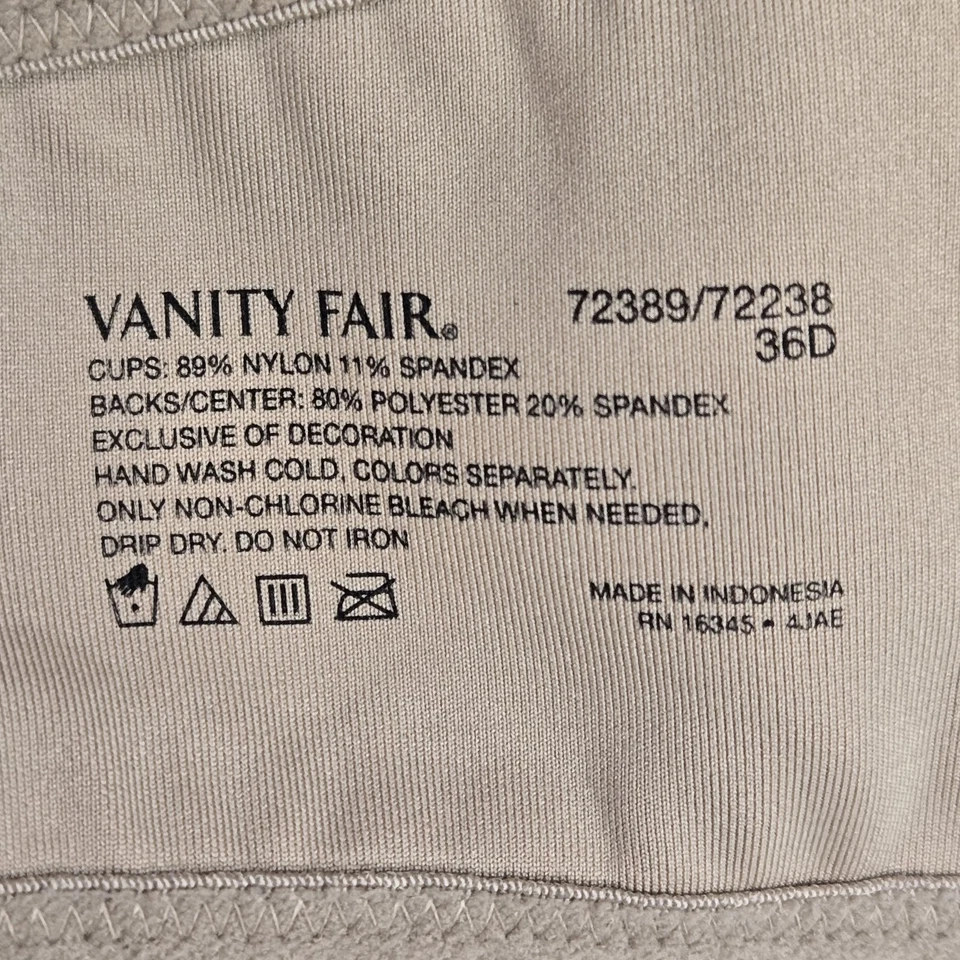 VANITY FAIR®
72389/72238
36D
CUPS: 89% NYLON 11% SPANDEX
BACKS/CENTER: 80% POLYESTER 20% SPANDEX
EXCLUSIVE OF DECORATION
HAND WASH COLD, COLORS SEPARATELY.
ONLY NON-CHLORINE BLEACH WHEN NEEDED.
DRIP DRY. DO NOT IRON
MADE IN INDONESIA
RN 16345 • 4JAE